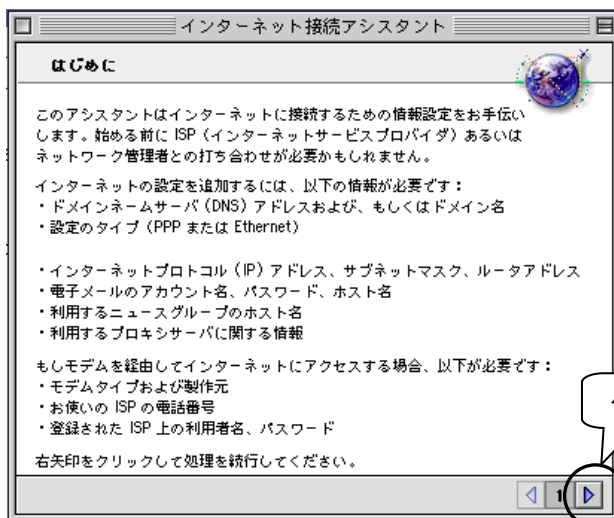 インターネット接続アシスタント
はじめに
このアシスタントはインターネットに接続するための情報設定をお手伝い
します。始める前に ISP（インターネットサービスプロバイダ）あるいは
ネットワーク管理者との打ち合わせが必要かもしれません。
インターネットの設定を追加するには、以下の情報が必要です：
・ドメインネームサーバ（DNS）アドレスおよび、もしくはドメイン名
・設定のタイプ（PPP または Ethernet）
・インターネットプロトコル（IP）アドレス、サブネットマスク、ルータアドレス
・電子メールのアカウント名、パスワード、ホスト名
・利用するニュースグループのホスト名
・利用するプロキシサーバに関する情報
もしモデムを経由してインターネットにアクセスする場合、以下が必要です：
・モデムタイプおよび製作元
・お使いの ISP の電話番号
・登録された ISP 上の利用者名、パスワード
右矢印をクリックして処理を続行してください。
1